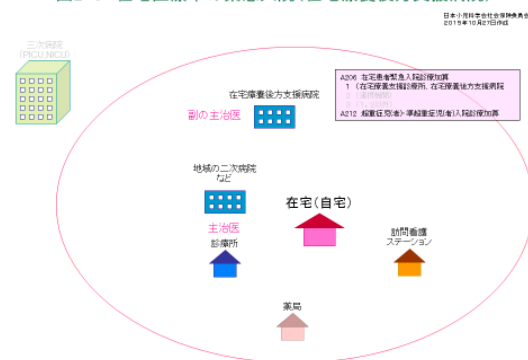 日本小児科学会社会保険委員会
2015年10月27日作成
三次病院
(PICU,NICU)
A206 在宅患者緊急入院診療加算
1 (在宅療養支援診療所、在宅療養後方支援病院
A212 超重症児(者)・準超重症児(者)入院診療加算
在宅療養後方支援病院
副の主治医
地域の二次病院
など
主治医
診療所
在宅(自宅)
訪問看護
ステーション
薬局